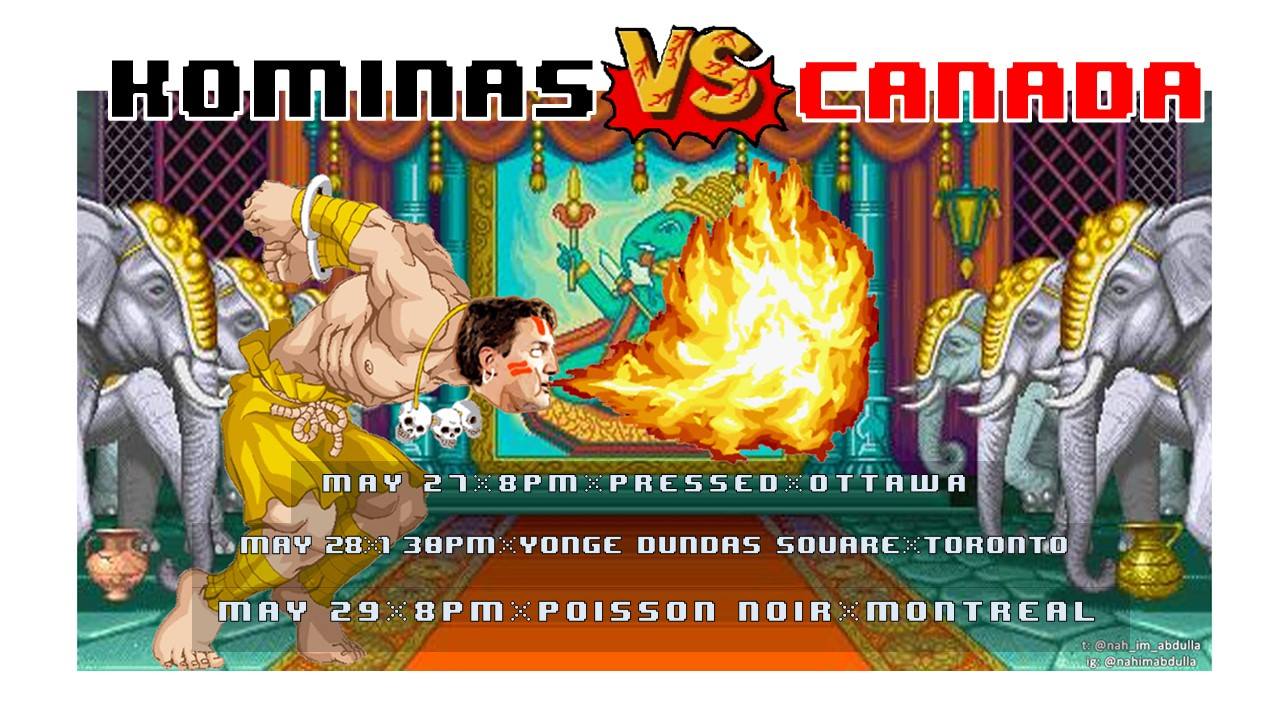 KOMINAS VS CANADA
MAY 27×8PM×PRESSED×OTTAWA
MAY 28×1 30PM×YONGE DUNDAS SQUARE×TORONTO
MAY 29×8PM×POISSON NOIR×MONTREAL
t: @nah_im_abdulla
ig: @nahimabdulla